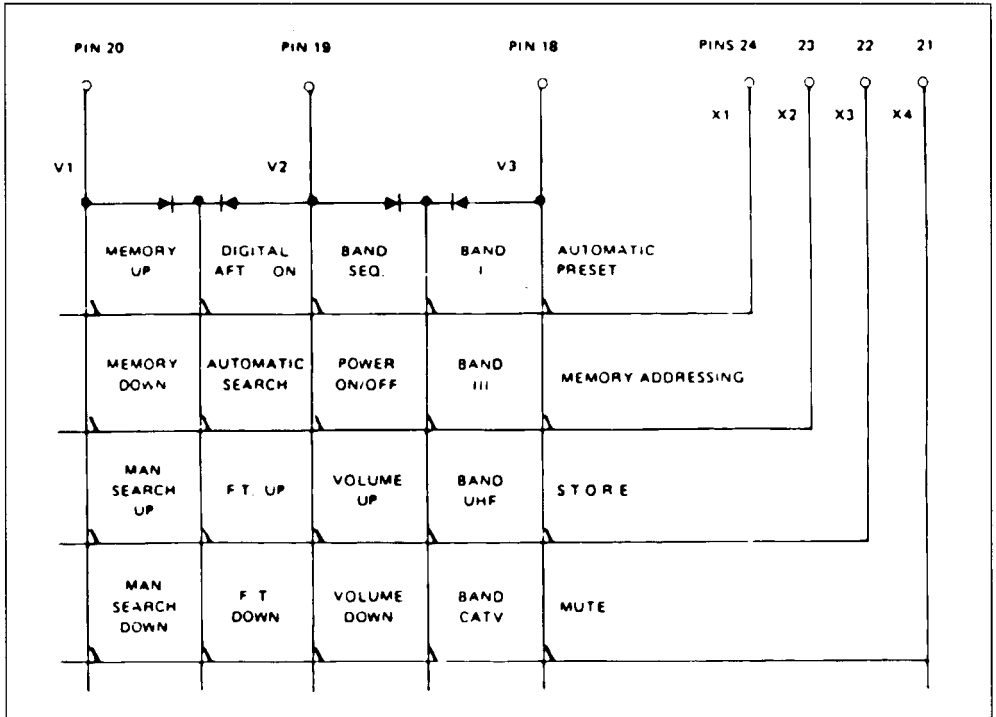 PIN 20 PIN 19 PIN 18 PINS 24 23 22 21
X1 X2 X3 X4
V1 V2 V3
MEMORY UP
DIGITAL AFT ON
BAND SEQ.
BAND I
AUTOMATIC PRESET
MEMORY DOWN
AUTOMATIC SEARCH
POWER ON/OFF
BAND III
MEMORY ADDRESSING
MAN SEARCH UP
F T. UP
VOLUME UP
BAND UHF
STORE
MAN SEARCH DOWN
F T DOWN
VOLUME DOWN
BAND CATV
MUTE